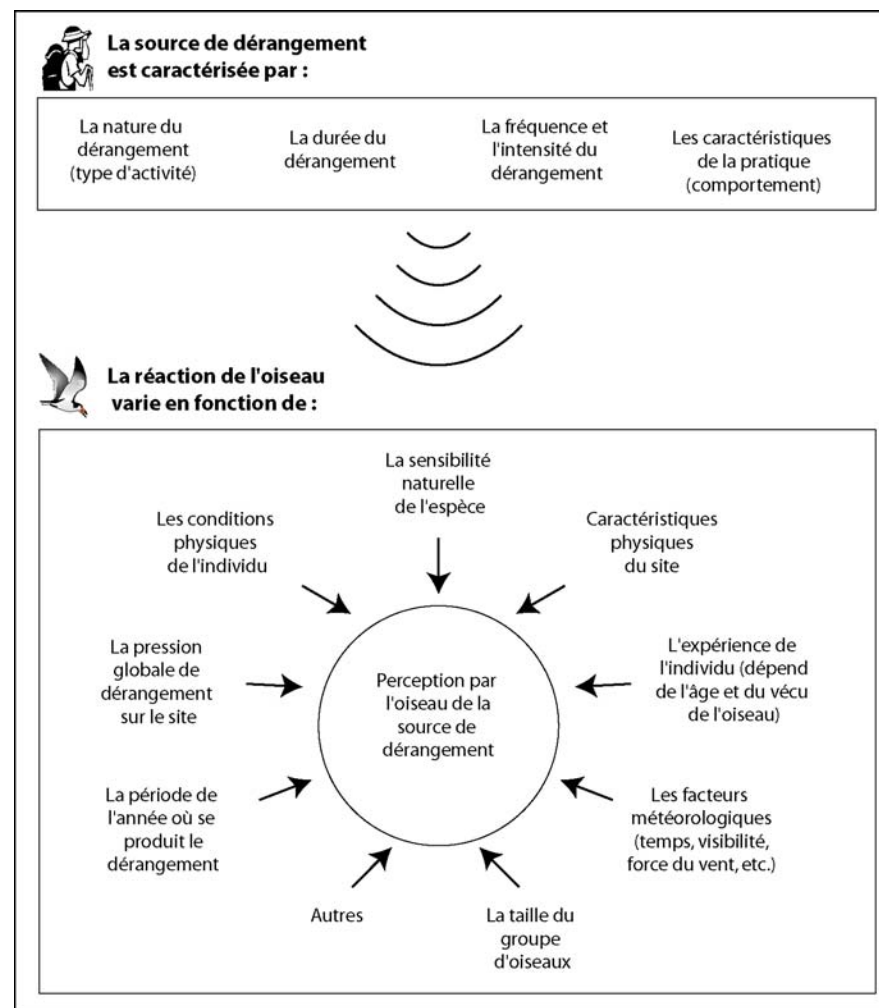 La source de dérangement
est caractérisée par :
La nature du
dérangement
(type d'activité)
La durée du
dérangement
La fréquence et
l'intensité du
dérangement
Les caractéristiques
de la pratique
(comportement)
La réaction de l'oiseau
varie en fonction de :
La sensibilité
naturelle
de l'espèce
Les conditions
physiques
de l'individu
Caractéristiques
physiques
du site
La pression
globale de
dérangement
sur le site
Perception par
l'oiseau de la
source de
dérangement
L'expérience de
l'individu (dépend
de l'âge et du vécu
de l'oiseau)
La période de
l'année où se
produit le
dérangement
Les facteurs
météorologiques
(temps, visibilité,
force du vent, etc.)
Autres
La taille du
groupe
d'oiseaux